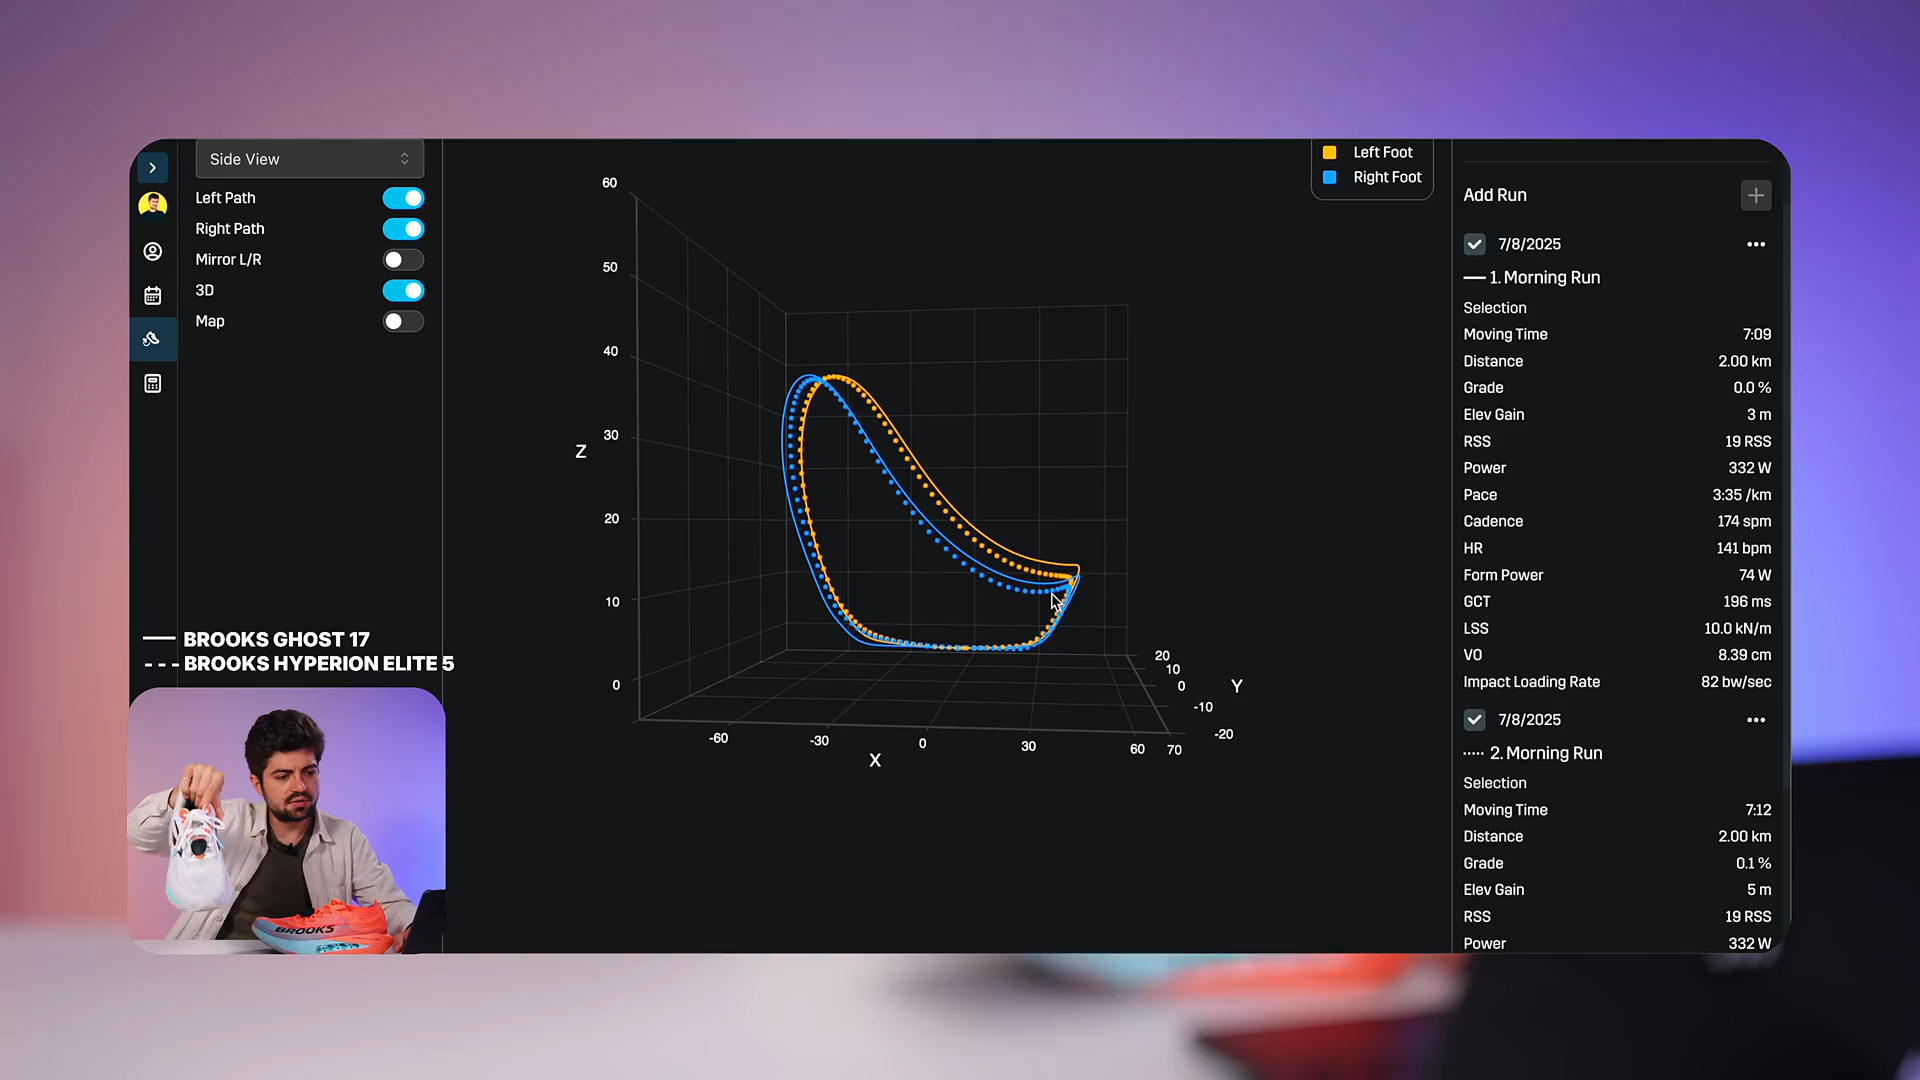 Side View
Left Path
Right Path
Mirror L/R
3D
Map
BROOKS GHOST 17
BROOKS HYPERION ELITE 5
BROOKS
60
50
40
30
20
10
0
Z
-60
-30
0
30
60
70
X
20
10
0
-10
-20
Y
Left Foot
Right Foot
Add Run
7/8/2025
1. Morning Run
Selection
Moving Time 7:09
Distance 2.00 km
Grade 0.0 %
Elev Gain 3 m
RSS 19 RSS
Power 332 W
Pace 3:35 /km
Cadence 174 spm
HR 141 bpm
Form Power 74 W
GCT 196 ms
LSS 10.0 kN/m
VO 8.39 cm
Impact Loading Rate 82 bw/sec
7/8/2025
2. Morning Run
Selection
Moving Time 7:12
Distance 2.00 km
Grade 0.1 %
Elev Gain 5 m
RSS 19 RSS
Power 332 W